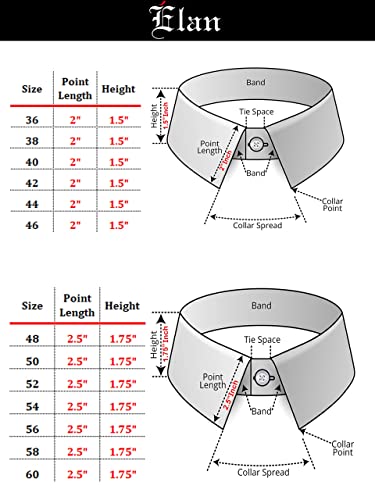 Élan
Size Point Length Height
36 2" 1.5"
38 2" 1.5"
40 2" 1.5"
42 2" 1.5"
44 2" 1.5"
46 2" 1.5"
Band
Height
1.5" Inch
Tie Space
Point
Length
2" Inch
Band
Collar
Point
Collar Spread
Size Point Length Height
48 2.5" 1.75"
50 2.5" 1.75"
52 2.5" 1.75"
54 2.5" 1.75"
56 2.5" 1.75"
58 2.5" 1.75"
60 2.5" 1.75"
Band
Height
1.75" Inch
Tie Space
Point
Length
2.5" Inch
Band
Collar
Point
Collar Spread